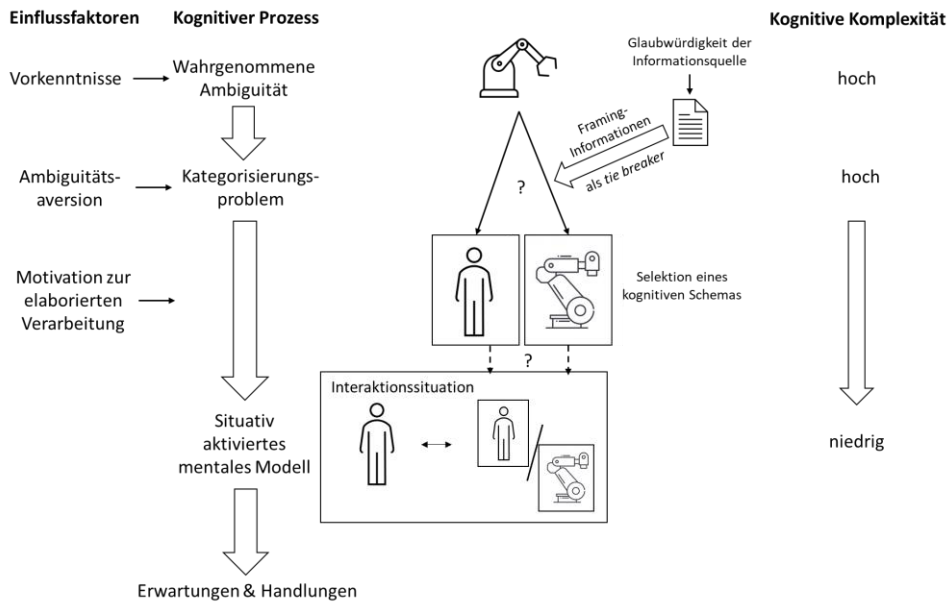 Einflussfaktoren
Kognitiver Prozess
Kognitive Komplexität
Vorkenntnisse
Wahrgenommene
Ambiguität
Glaubwürdigkeit der
Informationsquelle
hoch
Framing-
Informationen
als tie breaker
Ambiguitäts-
aversion
Kategorisierungs-
problem
?
hoch
Motivation zur
elaborierten
Verarbeitung
Selektion eines
kognitiven Schemas
?
Interaktionssituation
Situativ
aktiviertes
mentales Modell
niedrig
Erwartungen & Handlungen